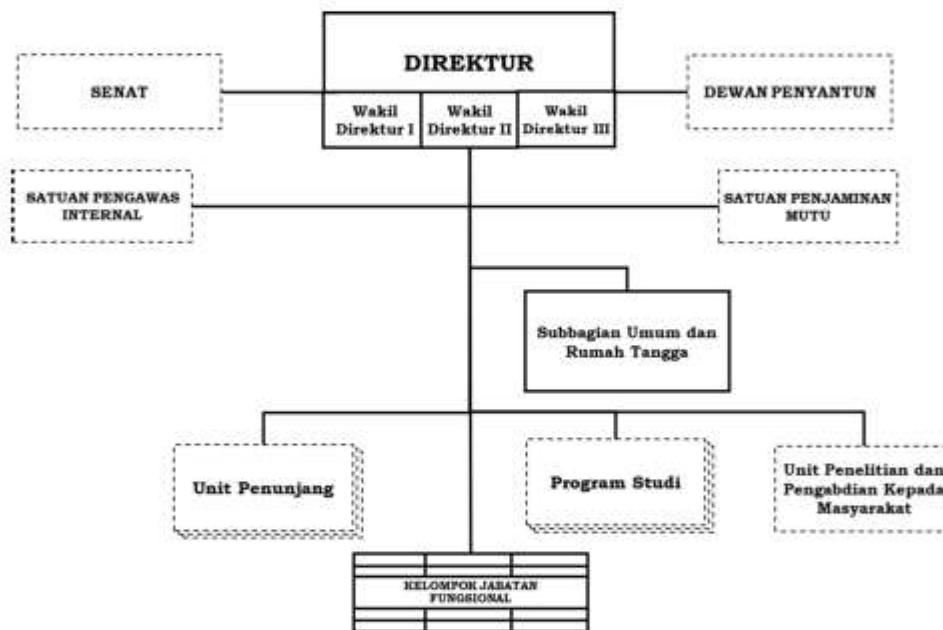 DIREKTUR
SENAT
DEWAN PENYANTUN
Wakil
Direktur I
Wakil
Direktur II
Wakil
Direktur III
SATUAN PENGAWAS
INTERNAL
SATUAN PENJAMINAN
MUTU
Subbagian Umum dan
Rumah Tangga
Unit Penunjang
Program Studi
Unit Penelitian dan
Pengabdian Kepada
Masyarakat
KELOMPOK JABATAN
FUNGSIONAL